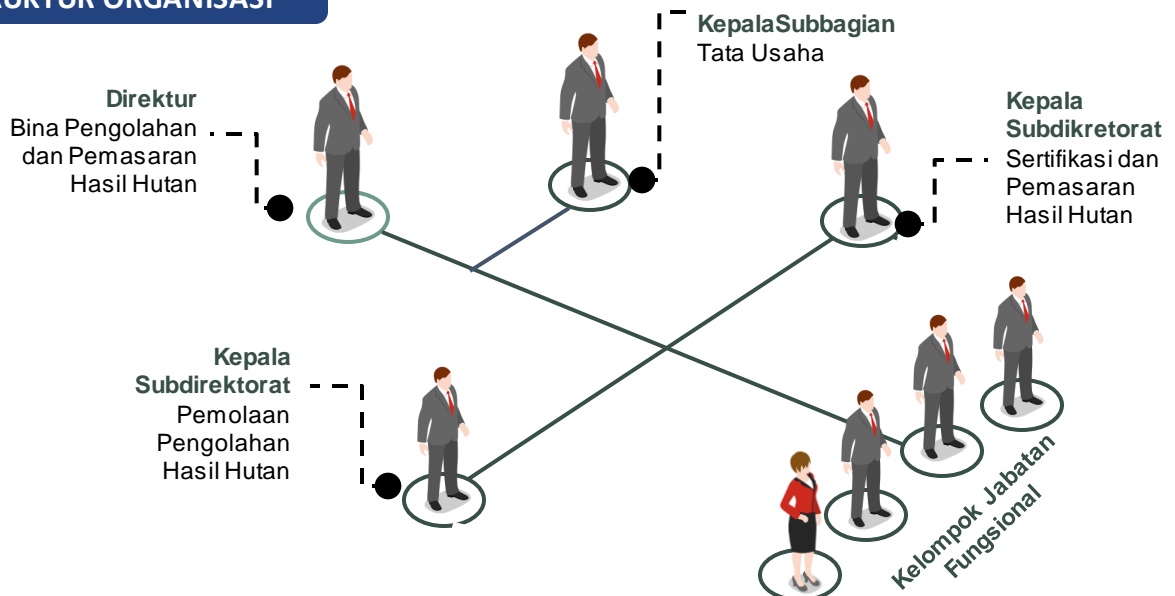 RUKTUR ORGANISASI
KepalaSubbagian
Tata Usaha
Direktur
Bina Pengolahan
dan Pemasaran
Hasil Hutan
Kepala
Subdikretorat
Sertifikasi dan
Pemasaran
Hasil Hutan
Kepala
Subdirektorat
Pemolaan
Pengolahan
Hasil Hutan
Kelompok Jabatan
Fungsional